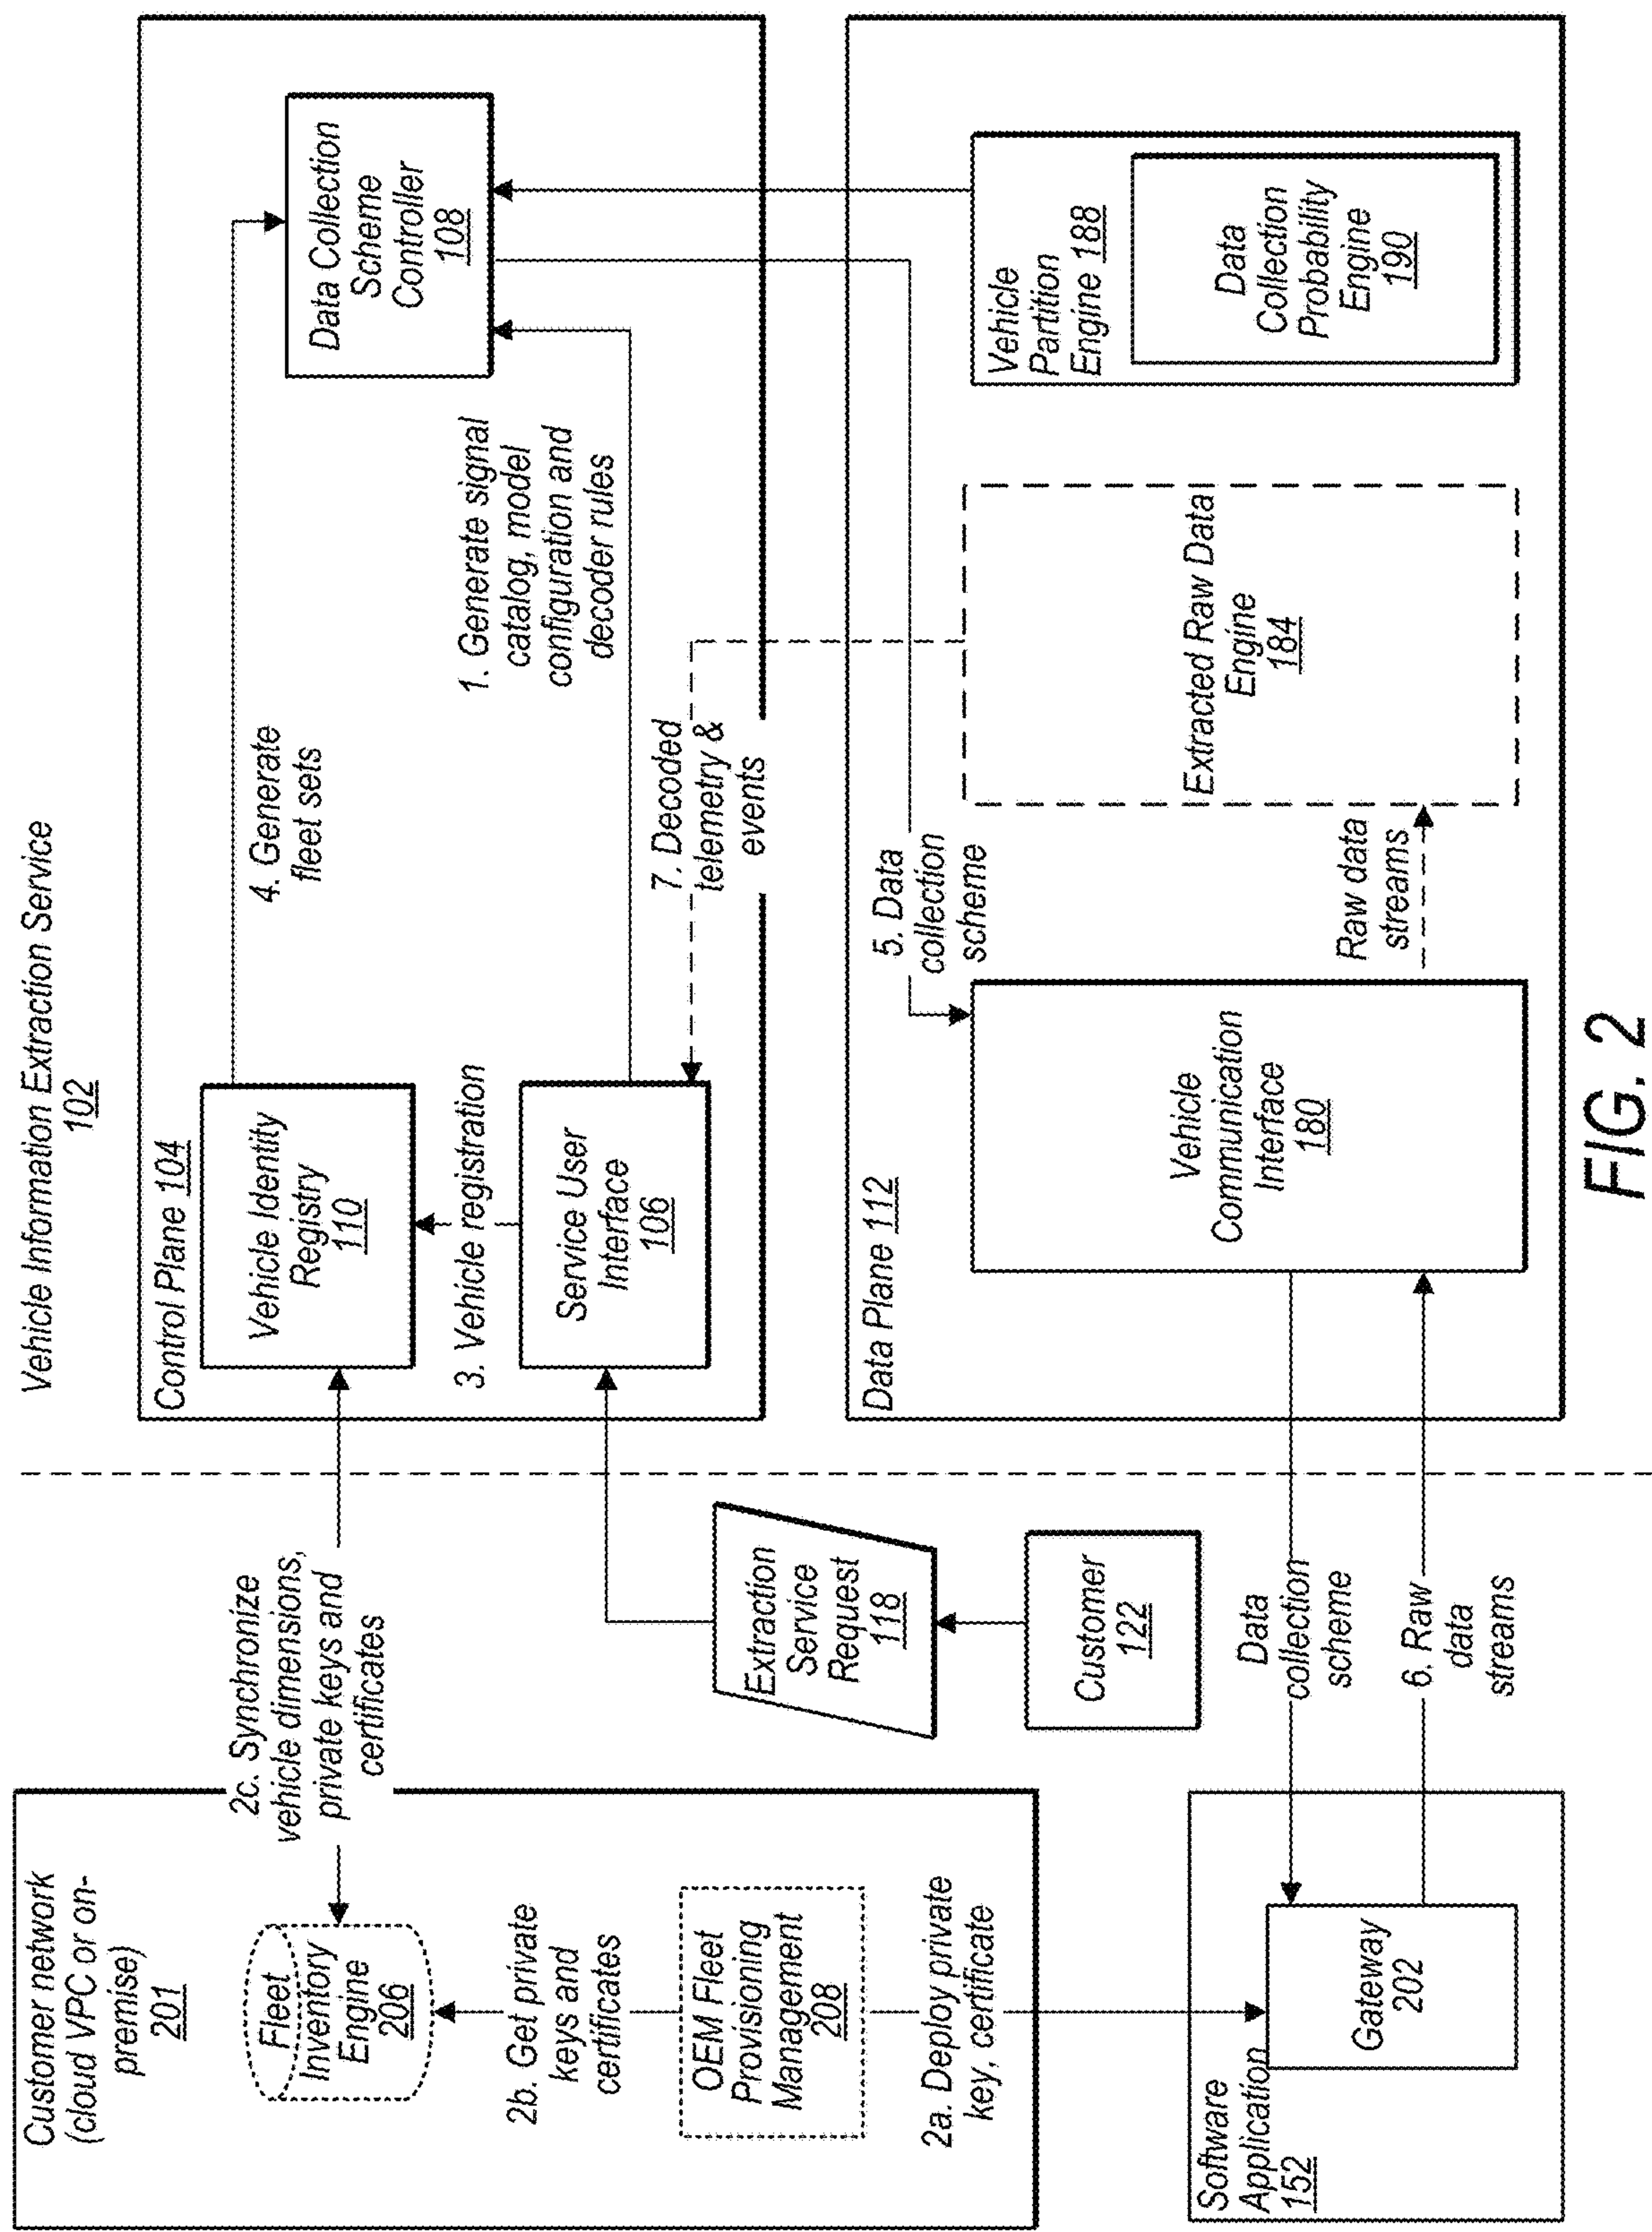 Vehicle Information Extraction Service
102
Customer network
(cloud VPC or on-
premise)
201
Fleet
Inventory
Engine
206
2b. Get private
keys and
certificates
OEM Fleet
Provisioning
Management
208
2a. Deploy private
key, certificate
Software
Application
152
Gateway
202
2c. Synchronize
vehicle dimensions,
private keys and
certificates
Extraction
Service
Request
118
Customer
122
Data
collection
scheme
6. Raw
data
streams
Control Plane 104
Vehicle Identity
Registry
110
3. Vehicle registration
Service User
Interface
106
4. Generate
fleet sets
7. Decoded
telemetry &
events
1. Generate signal
catalog, model
configuration and
decoder rules
Data Collection
Scheme
Controller
108
Data Plane 112
Vehicle
Communication
Interface
180
5. Data
collection
scheme
Raw data
streams
Extracted Raw Data
Engine
184
Vehicle
Partition
Engine 188
Data
Collection
Probability
Engine
190
FIG. 2